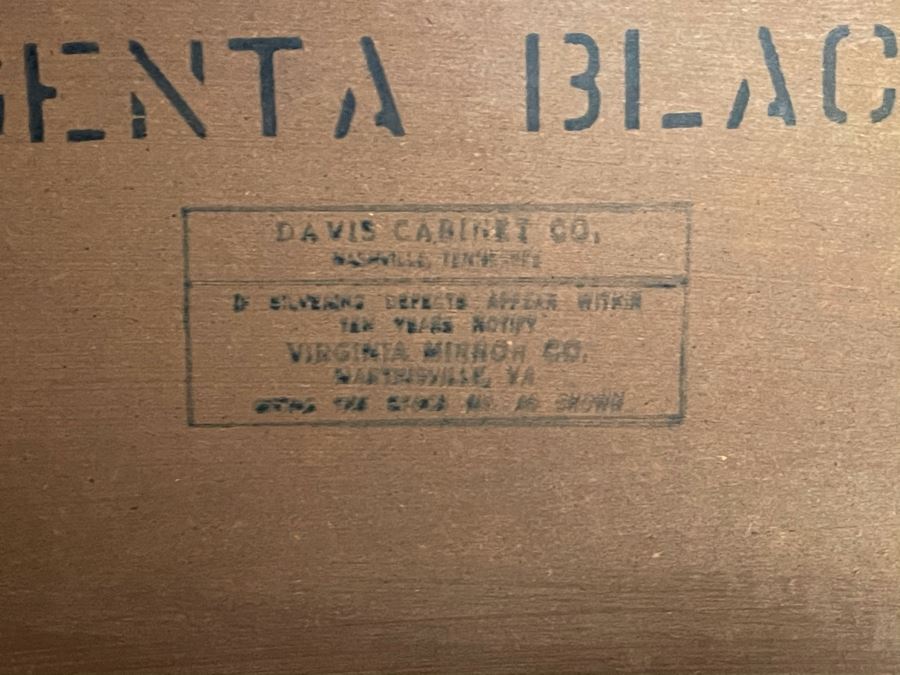 ENTA BLAC
DAVIS CABINET CO.
NASHVILLE, TENNESSEE
IF SILVERING DEFECTS APPEAR WITHIN
TEN YEARS NOTIFY
VIRGINIA MIRROR CO.
MARTINSVILLE, VA
GIVING THE STOCK NO. AS SHOWN